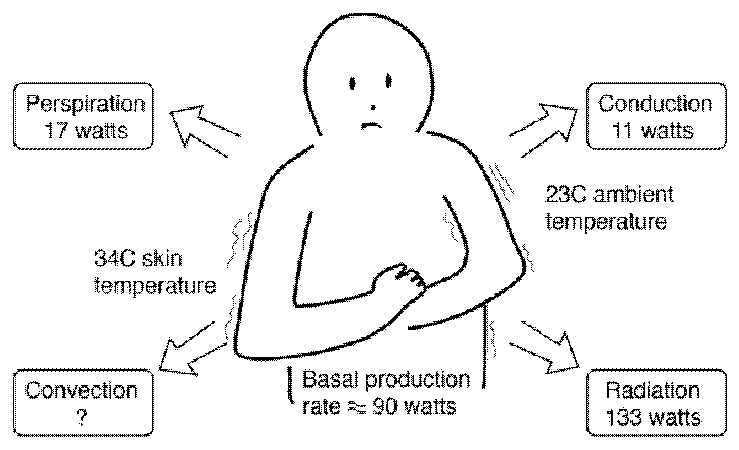 Perspiration
17 watts
Conduction
11 watts
23C ambient
temperature
34C skin
temperature
Convection
?
Basal production
rate ≈ 90 watts
Radiation
133 watts